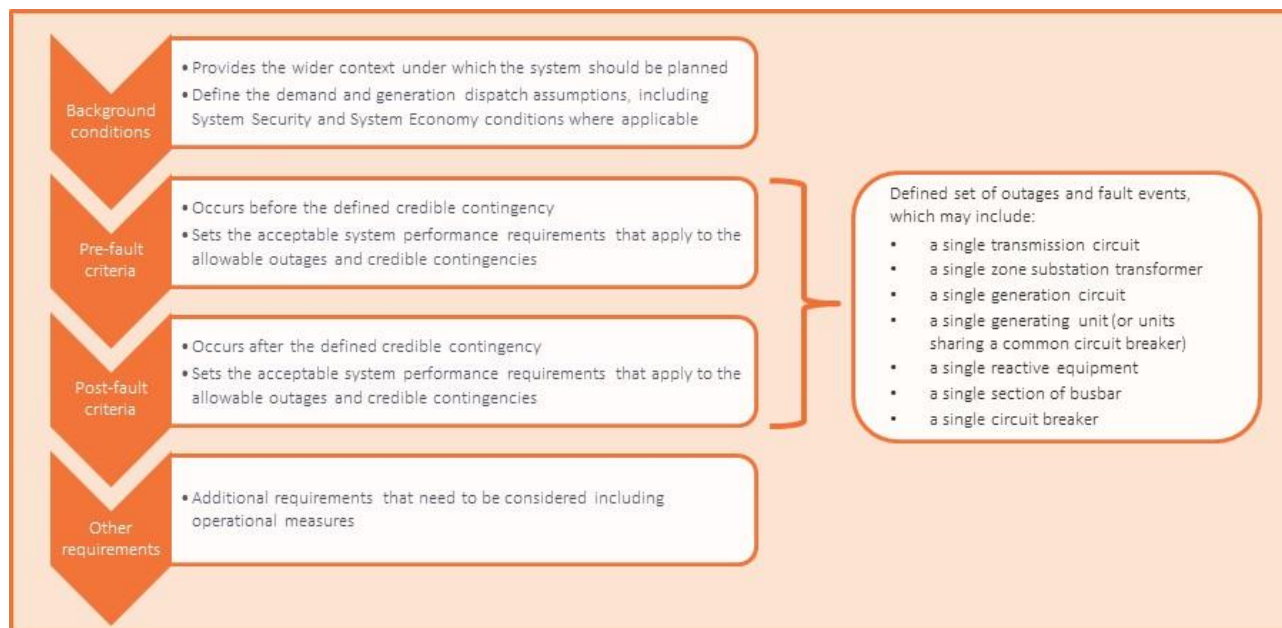 Background
conditions
• Provides the wider context under which the system should be planned
• Define the demand and generation dispatch assumptions, including
System Security and System Economy conditions where applicable
Pre-fault
criteria
• Occurs before the defined credible contingency
• Sets the acceptable system performance requirements that apply to the
allowable outages and credible contingencies
Post-fault
criteria
• Occurs after the defined credible contingency
• Sets the acceptable system performance requirements that apply to the
allowable outages and credible contingencies
Other
requirements
• Additional requirements that need to be considered including
operational measures
Defined set of outages and fault events,
which may include:
• a single transmission circuit
• a single zone substation transformer
• a single generation circuit
• a single generating unit (or units
sharing a common circuit breaker)
• a single reactive equipment
• a single section of busbar
• a single circuit breaker